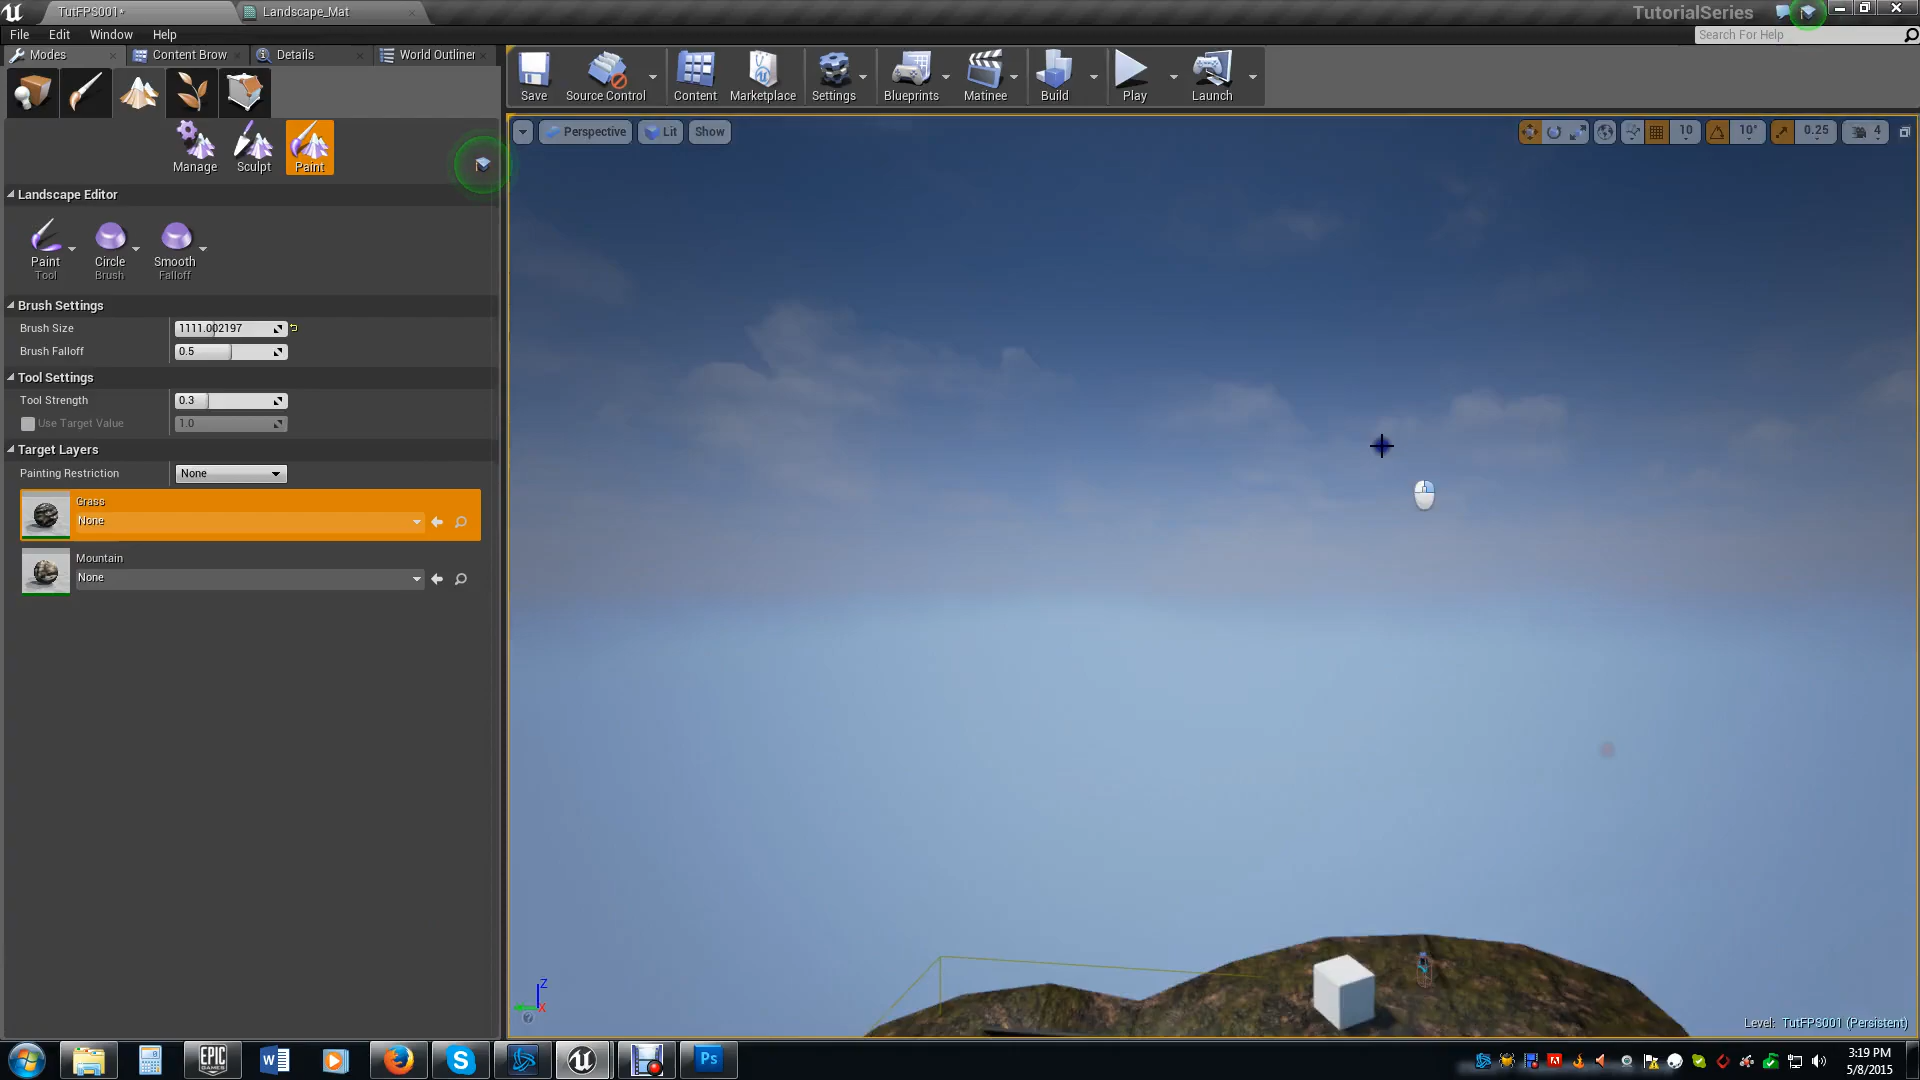 TutFPS001*
Landscape_Mat
TutorialSeries
File Edit Window Help
Search For Help
Modes
Content Brow
Details
World Outliner
Save
Source Control
Content
Marketplace
Settings
Blueprints
Matinee
Build
Play
Launch
Manage
Sculpt
Paint
Perspective
Lit
Show
10
10°
0.25
4
Landscape Editor
Paint
Tool
Circle
Brush
Smooth
Falloff
Brush Settings
Brush Size 1111.002197
Brush Falloff 0.5
Tool Settings
Tool Strength 0.3
Use Target Value 1.0
Target Layers
Painting Restriction None
Grass
None
Mountain
None
Z
X
Level: TutFPS001 (Persistent)
EPIC GAMES
W
S
Ps
3:19 PM
5/8/2015